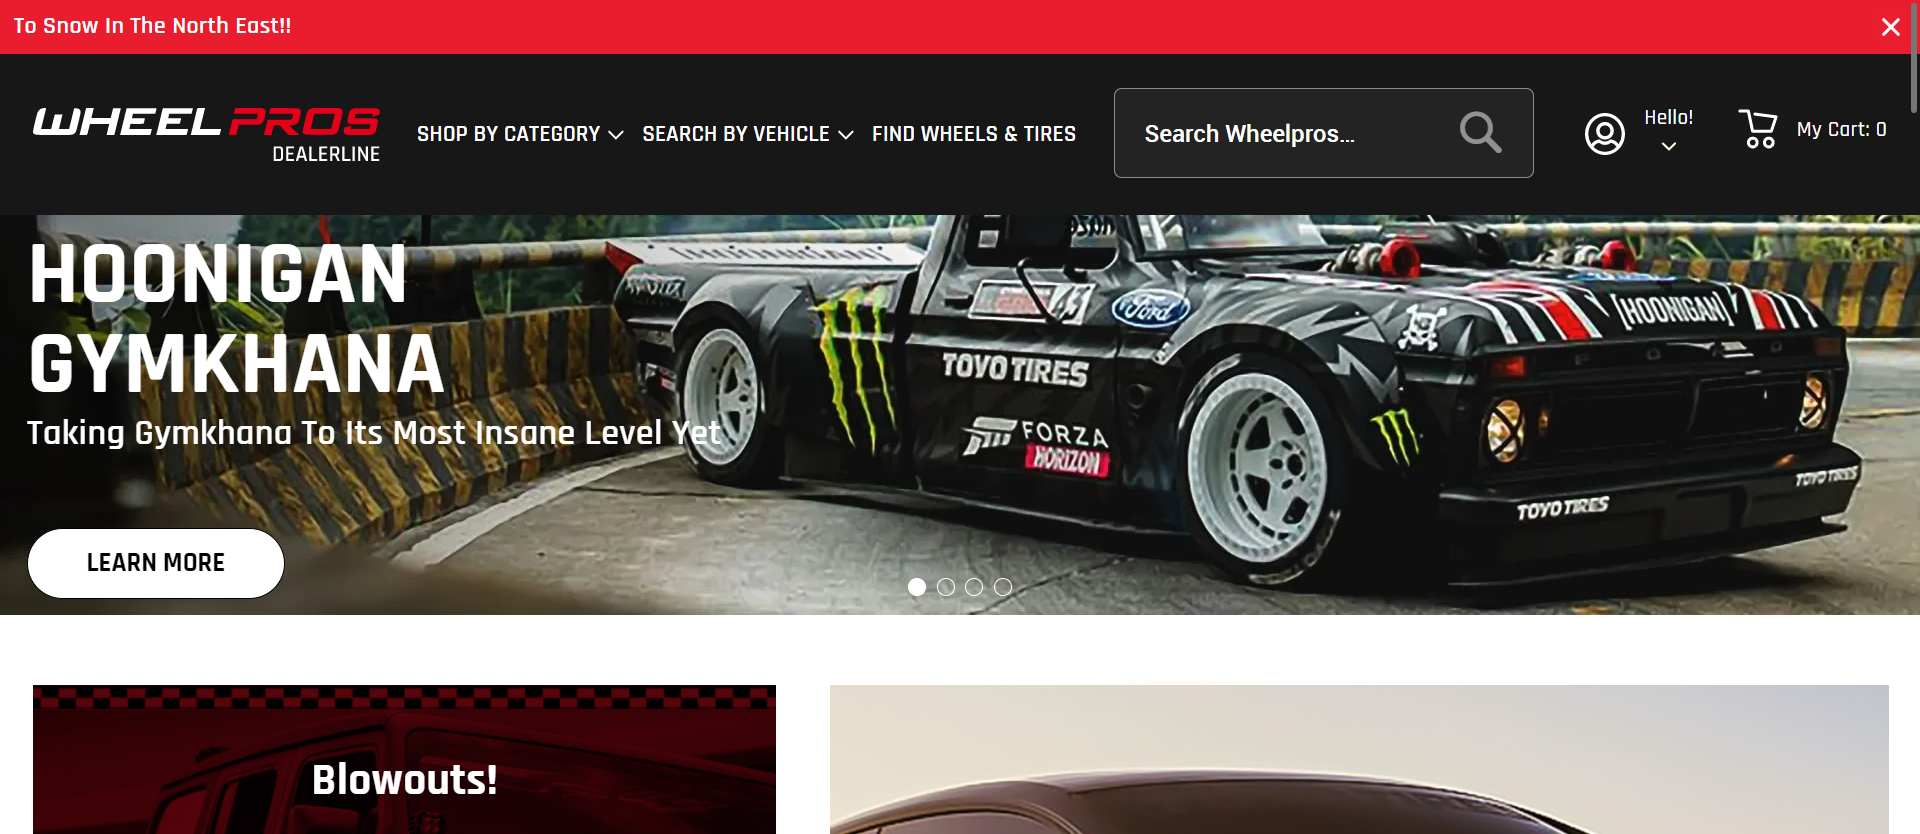 To Snow In The North East!!
WHEEL PROS
DEALERLINE
SHOP BY CATEGORY
SEARCH BY VEHICLE
FIND WHEELS & TIRES
Search Wheelpros...
Hello!
My Cart: 0
HOONIGAN
GYMKHANA
Taking Gymkhana To Its Most Insane Level Yet
LEARN MORE
Ford
[HOONIGAN]
TOYO TIRES
FORZA
HORIZON
TOYO TIRES
TOYO TIRES
Blowouts!